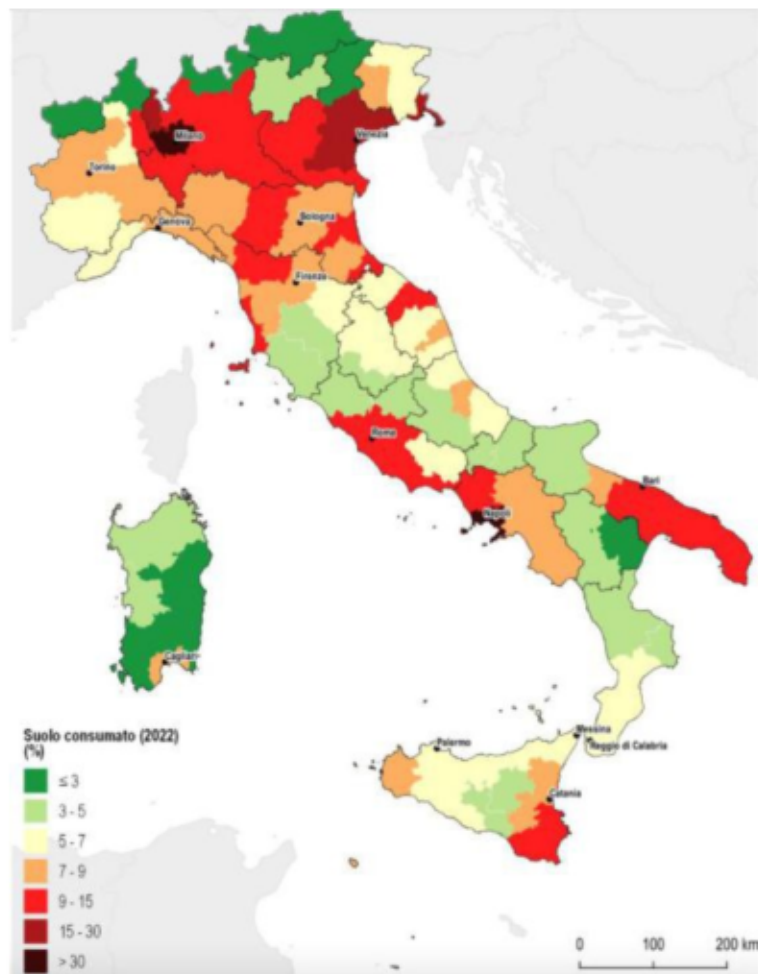 Milano
Venezia
Torino
Genova
Bologna
Firenze
Roma
Napoli
Bari
Cagliari
Palermo
Messina
Reggio di Calabria
Catania
Suolo consumato (2022)
(%)
≤ 3
3 - 5
5 - 7
7 - 9
9 - 15
15 - 30
> 30
0 100 200 km